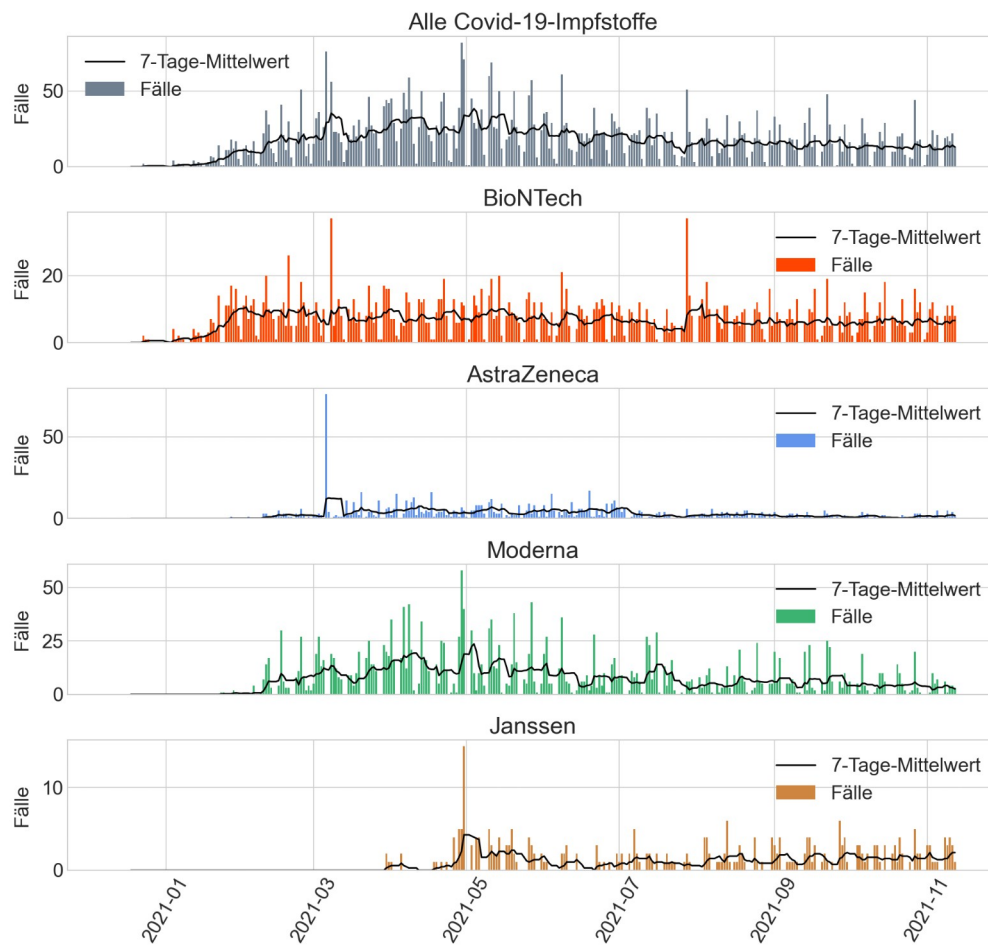 Alle Covid-19-Impfstoffe
Fälle
50
0
7-Tage-Mittelwert
Fälle
BioNTech
Fälle
20
0
7-Tage-Mittelwert
Fälle
AstraZeneca
Fälle
50
0
7-Tage-Mittelwert
Fälle
Moderna
Fälle
50
25
0
7-Tage-Mittelwert
Fälle
Janssen
Fälle
10
0
7-Tage-Mittelwert
Fälle
2021-01
2021-03
2021-05
2021-07
2021-09
2021-11